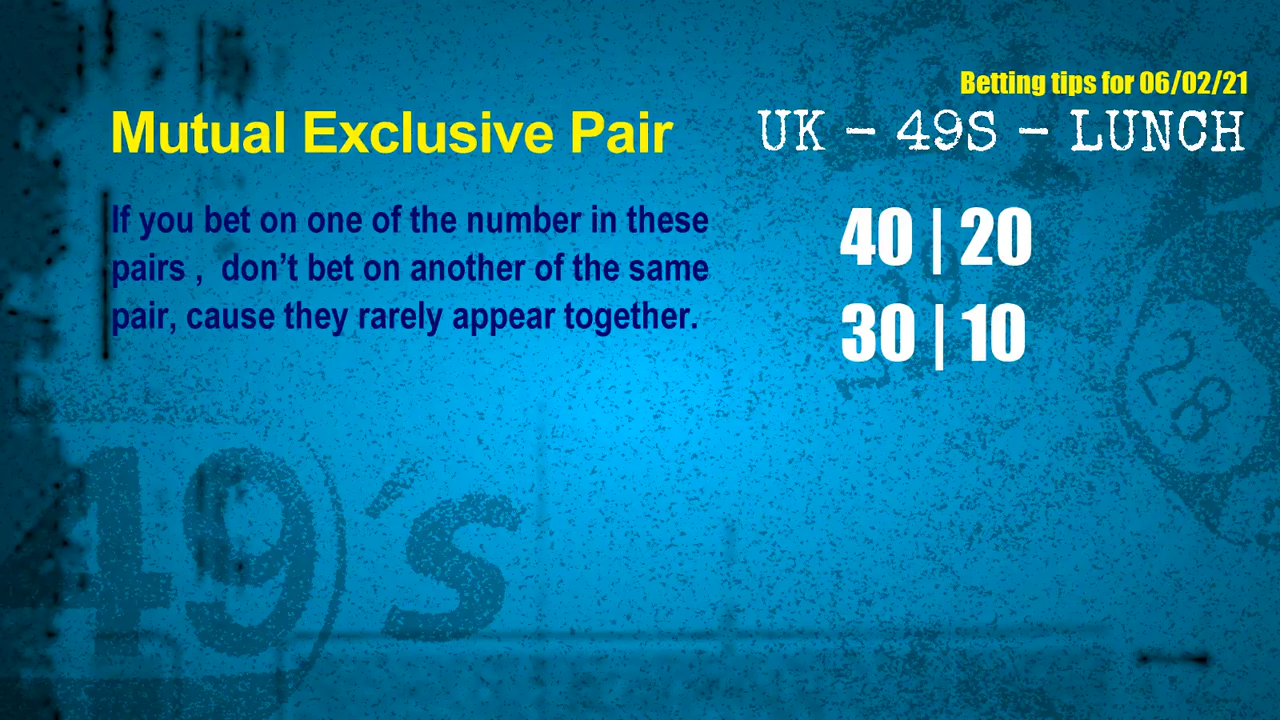 Betting tips for 06/02/21
Mutual Exclusive Pair
UK - 49S - LUNCH
If you bet on one of the number in these
pairs ,  don't bet on another of the same
pair, cause they rarely appear together.
40 | 20
30 | 10
28
49's